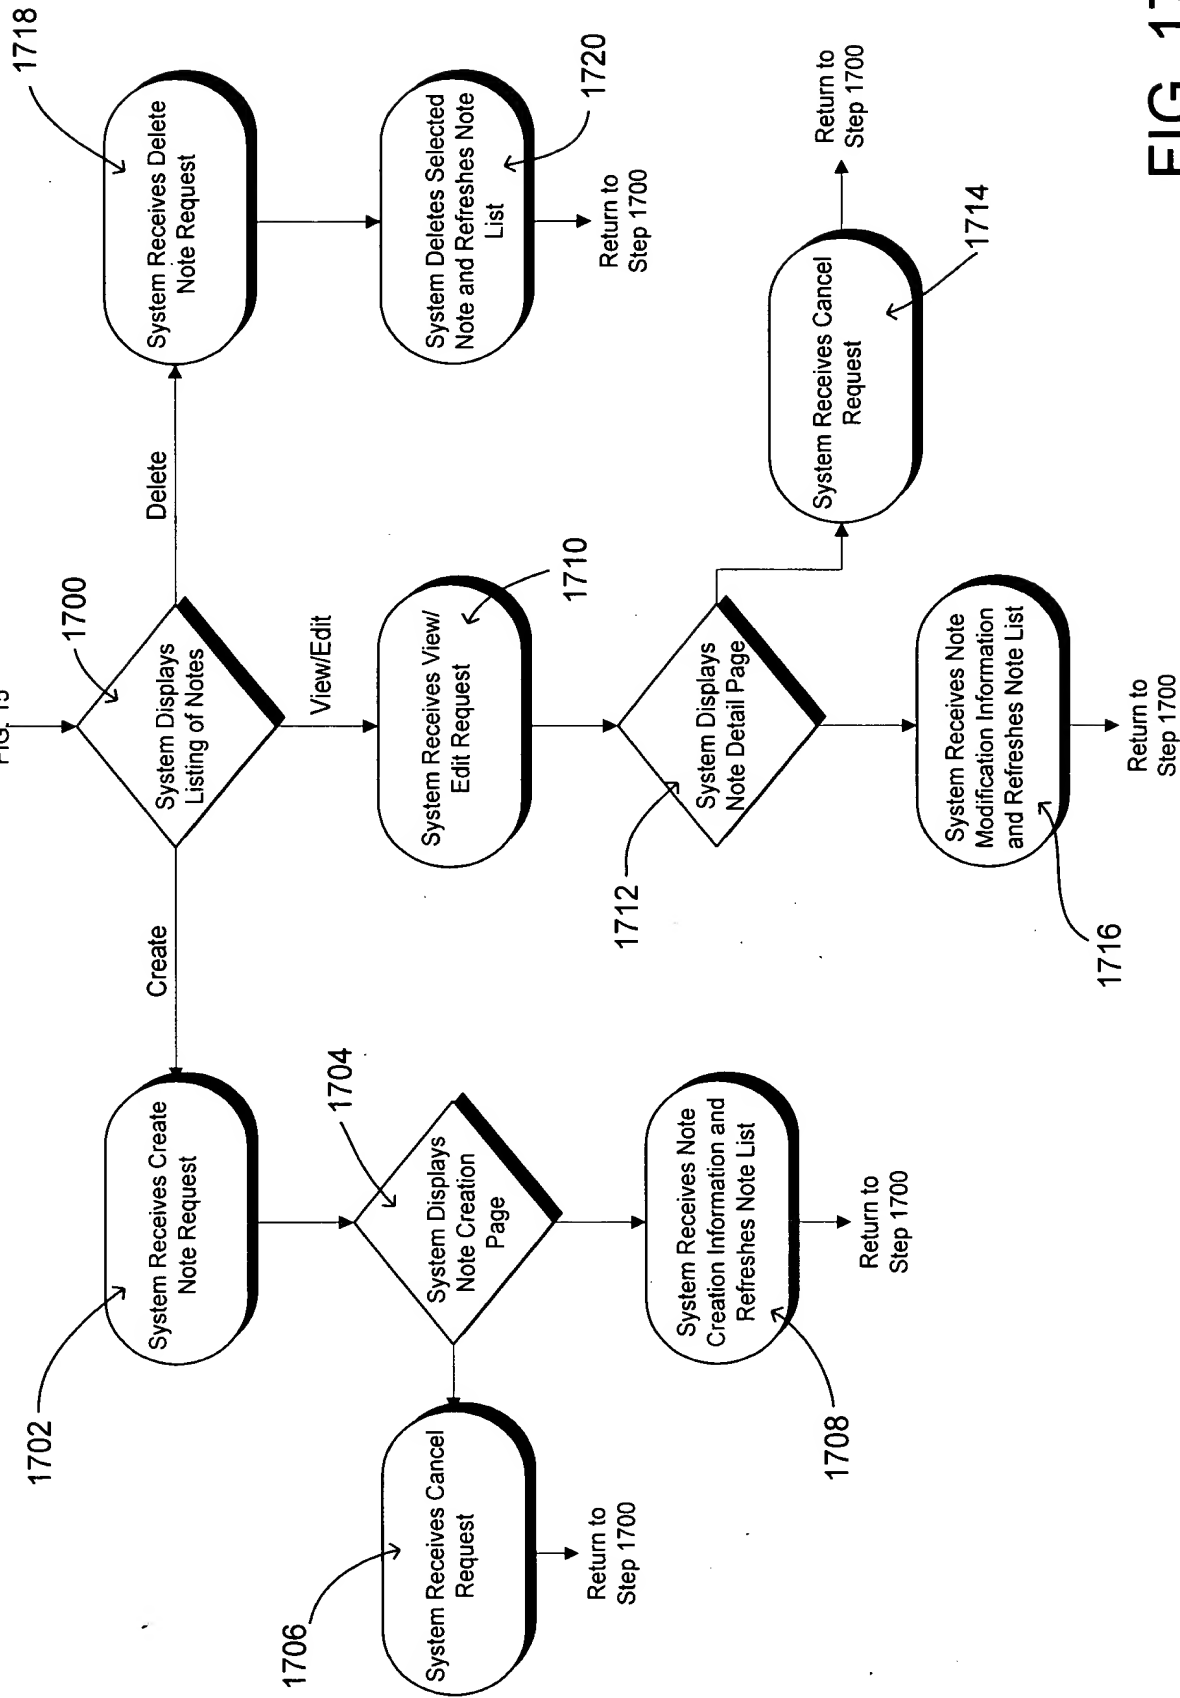 FIG. 15
1718
1702
1700
System Receives Create
Note Request
Create
System Displays
Listing of Notes
Delete
System Receives Delete
Note Request
1706
1704
View/Edit
System Receives Cancel
Request
System Displays
Note Creation
Page
System Receives View/
Edit Request
1710
System Deletes Selected
Note and Refreshes Note
List
1720
Return to
Step 1700
1712
Return to
Step 1700
System Receives Note
Creation Information and
Refreshes Note List
System Displays
Note Detail Page
1708
System Receives Cancel
Request
Return to
Step 1700
Return to
Step 1700
1714
System Receives Note
Modification Information
and Refreshes Note List
1716
Return to
Step 1700
FIG. 17